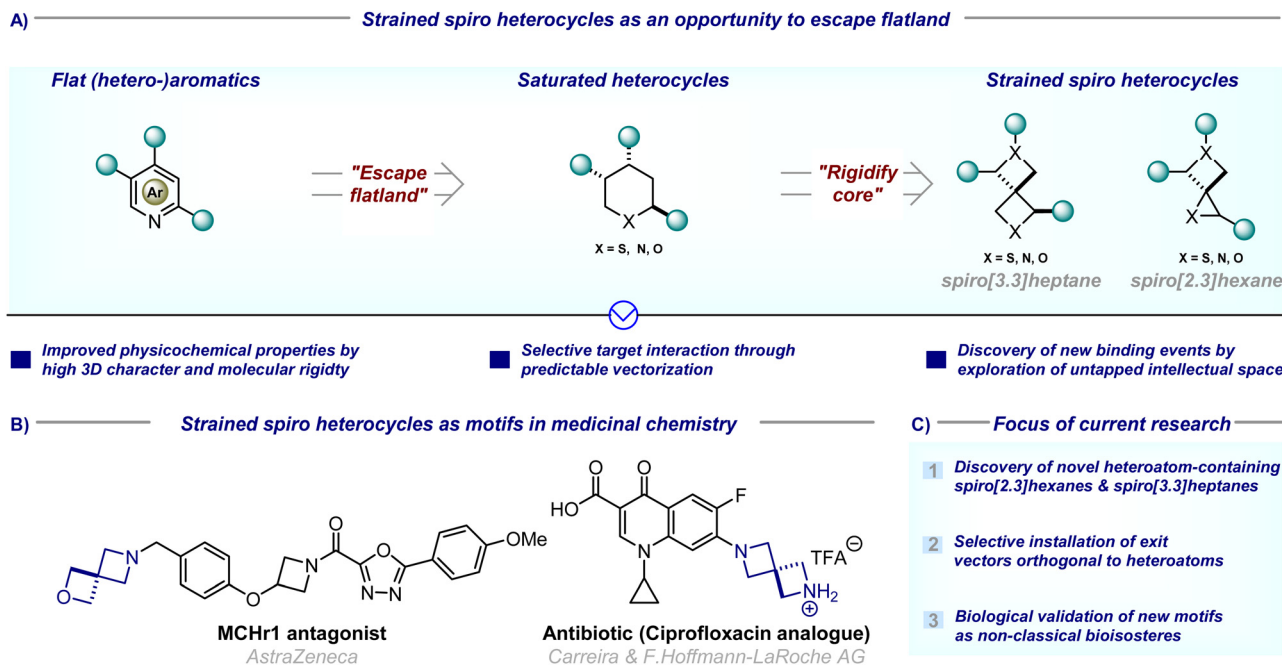 A) Strained spiro heterocycles as an opportunity to escape flatland
Flat (hetero-)aromatics
Saturated heterocycles
Strained spiro heterocycles
Ar
N
"Escape
flatland"
X
X = S, N, O
"Rigidify
core"
X
X
X = S, N, O
spiro[3.3]heptane
X
X
X = S, N, O
spiro[2.3]hexane
Improved physicochemical properties by
high 3D character and molecular rigidty
Selective target interaction through
predictable vectorization
Discovery of new binding events by
exploration of untapped intellectual space
B) Strained spiro heterocycles as motifs in medicinal chemistry
O
N
O
N
O
O
N N
OMe
MCHr1 antagonist
AstraZeneca
O
O
HO
F
N
N
NH2
⊕
TFA⊖
Antibiotic (Ciprofloxacin analogue)
Carreira & F.Hoffmann-LaRoche AG
C) Focus of current research
1 Discovery of novel heteroatom-containing
spiro[2.3]hexanes & spiro[3.3]heptanes
2 Selective installation of exit
vectors orthogonal to heteroatoms
3 Biological validation of new motifs
as non-classical bioisosteres